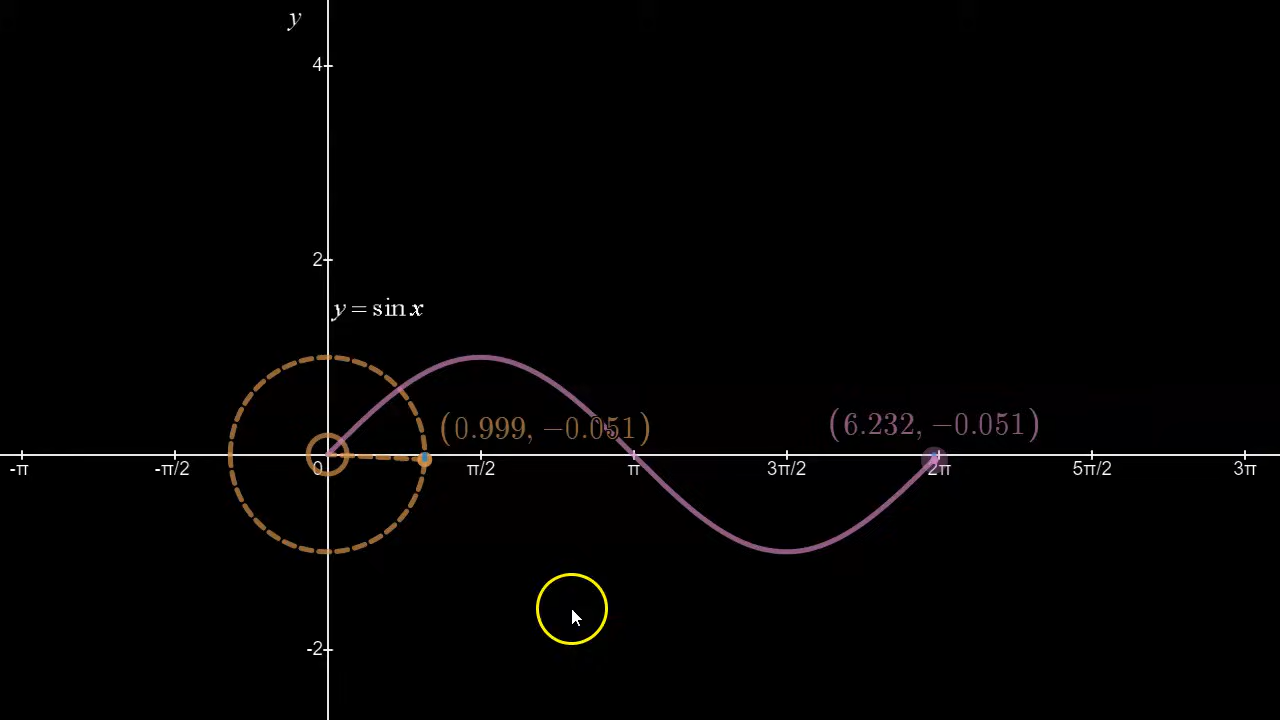 y
4
2
y = sin x
(0.999, −0.051)
(6.232, −0.051)
-π
-π/2
0
π/2
π
3π/2
2π
5π/2
3π
-2